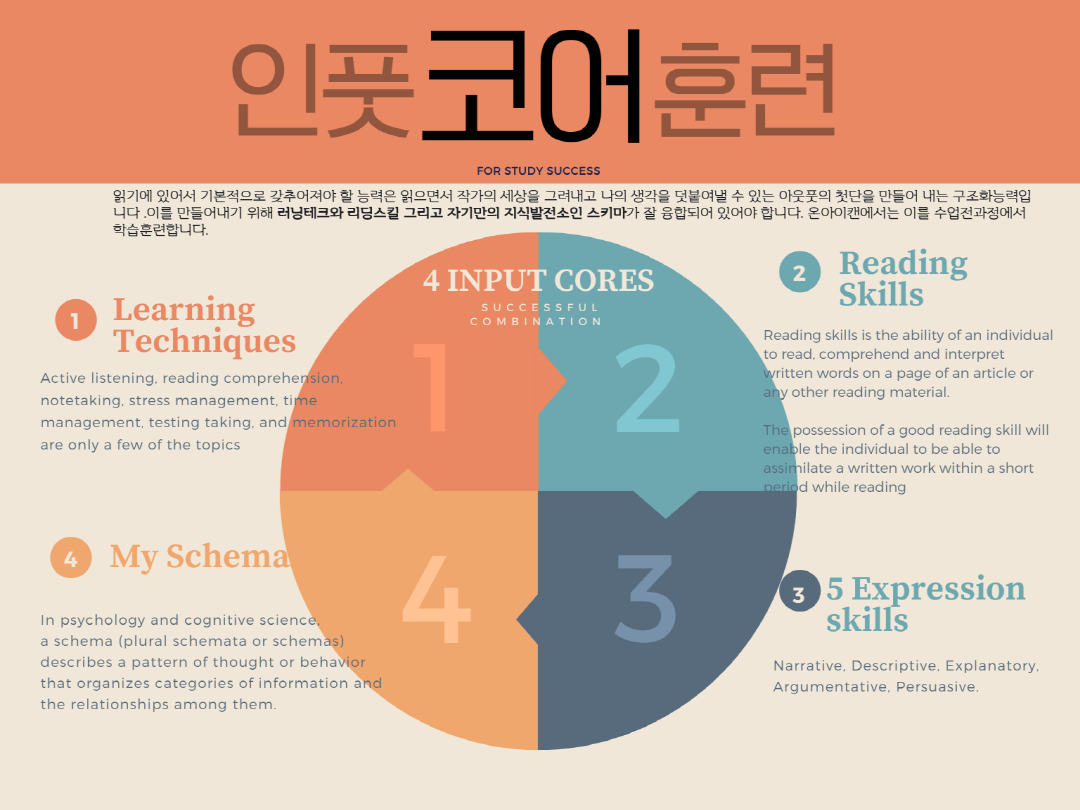 인풋코어훈련
FOR STUDY SUCCESS
읽기에 있어서 기본적으로 갖추어져야 할 능력은 읽으면서 작가의 세상을 그려내고 나의 생각을 덧붙여낼 수 있는 아웃풋의 첫단을 만들어 내는 구조화능력입
니다 .이를 만들어내기 위해 러닝테크와 리딩스킬 그리고 자기만의 지식발전소인 스키마가 잘 융합되어 있어야 합니다. 온아이캔에서는 이를 수업전과정에서
학습훈련합니다.
4 INPUT CORES
SUCCESSFUL
COMBINATION
1
2
3
4
1
Learning
Techniques
Active listening, reading comprehension,
notetaking, stress management, time
management, testing taking, and memorization
are only a few of the topics
2
Reading
Skills
Reading skills is the ability of an individual
to read, comprehend and interpret
written words on a page of an article or
any other reading material.
The possession of a good reading skill will
enable the individual to be able to
assimilate a written work within a short
period while reading
3
5 Expression
skills
Narrative, Descriptive, Explanatory,
Argumentative, Persuasive.
4
My Schema
In psychology and cognitive science,
a schema (plural schemata or schemas)
describes a pattern of thought or behavior
that organizes categories of information and
the relationships among them.